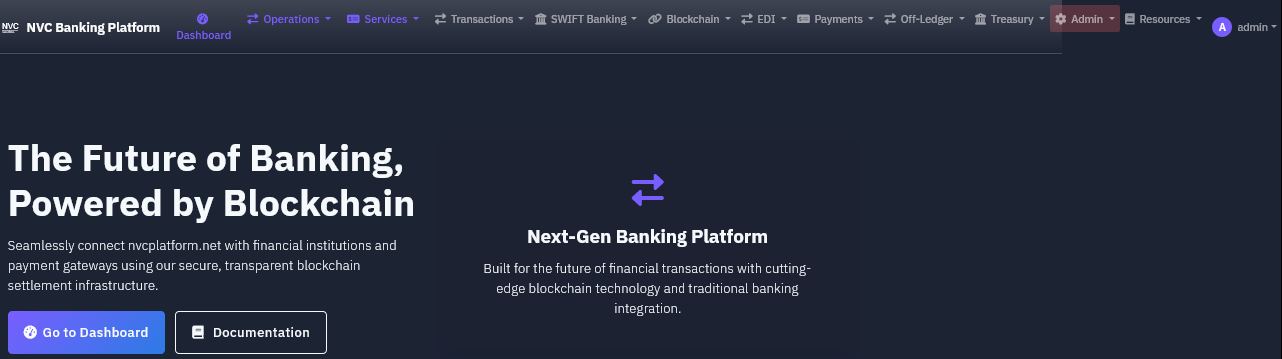 NVC
NVC Banking Platform
Dashboard
Operations
Services
Transactions
SWIFT Banking
Blockchain
EDI
Payments
Off-Ledger
Treasury
Admin
Resources
A
admin
The Future of Banking,
Powered by Blockchain
Seamlessly connect nvcplatform.net with financial institutions and
payment gateways using our secure, transparent blockchain
settlement infrastructure.
Go to Dashboard
Documentation
Next-Gen Banking Platform
Built for the future of financial transactions with cutting-
edge blockchain technology and traditional banking
integration.